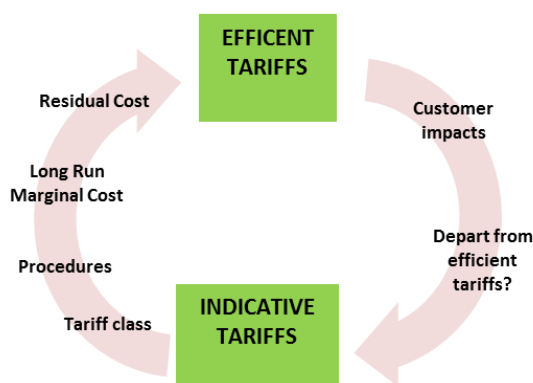 EFFICENT
TARIFFS
Residual Cost
Customer
impacts
Long Run
Marginal Cost
Depart from
efficient
tariffs?
Procedures
Tariff class
INDICATIVE
TARIFFS